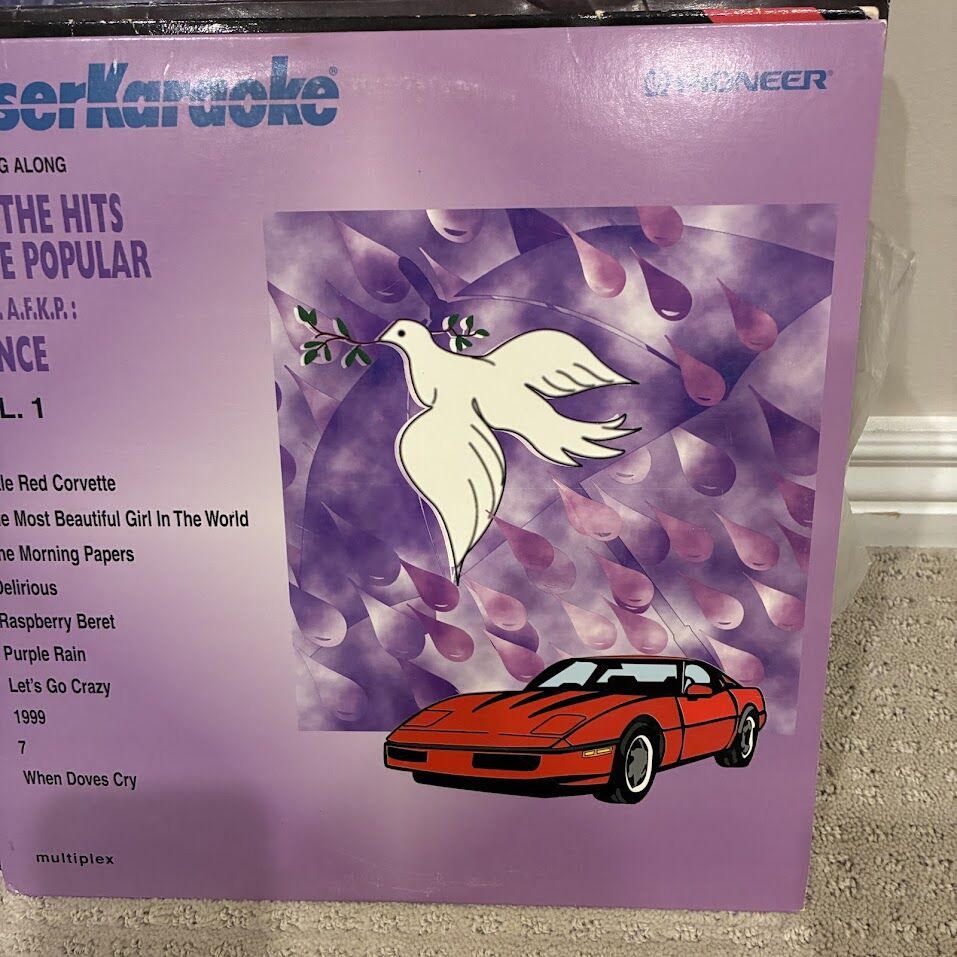 serKaraoke®
PIONEER®
G ALONG
THE HITS
E POPULAR
. A.F.K.P. :
NCE
L. 1
le Red Corvette
e Most Beautiful Girl In The World
he Morning Papers
Delirious
Raspberry Beret
Purple Rain
Let's Go Crazy
1999
7
When Doves Cry
multiplex